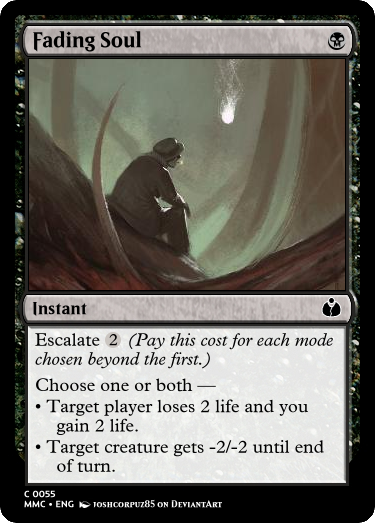 Fading Soul
Instant
Escalate 2 (Pay this cost for each mode
chosen beyond the first.)
Choose one or both —
• Target player loses 2 life and you
gain 2 life.
• Target creature gets -2/-2 until end
of turn.
C 0055
MMC • ENG joshcorpuz85 on DeviantArt